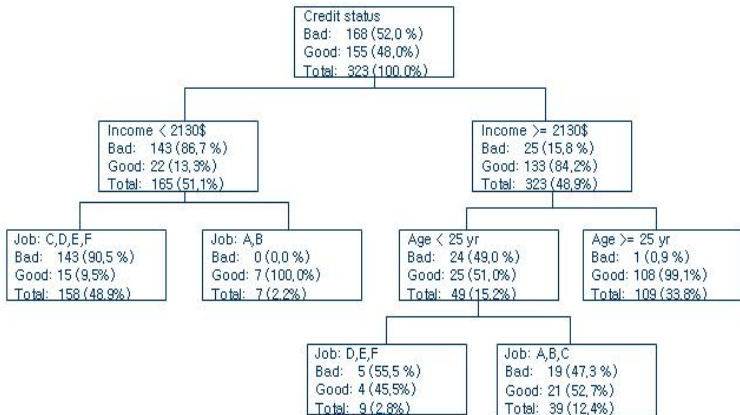 Credit status
Bad: 168 (52,0 %)
Good: 155 (48,0%)
Total: 323 (100,0%)
Income < 2130$
Bad: 143 (86,7 %)
Good: 22 (13,3%)
Total: 165 (51,1%)
Income >= 2130$
Bad: 25 (15,8 %)
Good: 133 (84,2%)
Total: 323 (48,9%)
Job: C,D,E,F
Bad: 143 (90,5 %)
Good: 15 (9,5%)
Total: 158 (48,9%)
Job: A,B
Bad: 0 (0,0 %)
Good: 7 (100,0%)
Total: 7 (2,2%)
Age < 25 yr
Bad: 24 (49,0 %)
Good: 25 (51,0%)
Total: 49 (15,2%)
Age >= 25 yr
Bad: 1 (0,9 %)
Good: 108 (99,1%)
Total: 109 (33,8%)
Job: D,E,F
Bad: 5 (55,5 %)
Good: 4 (45,5%)
Total: 9 (2,8%)
Job: A,B,C
Bad: 19 (47,3 %)
Good: 21 (52,7%)
Total: 39 (12,4%)